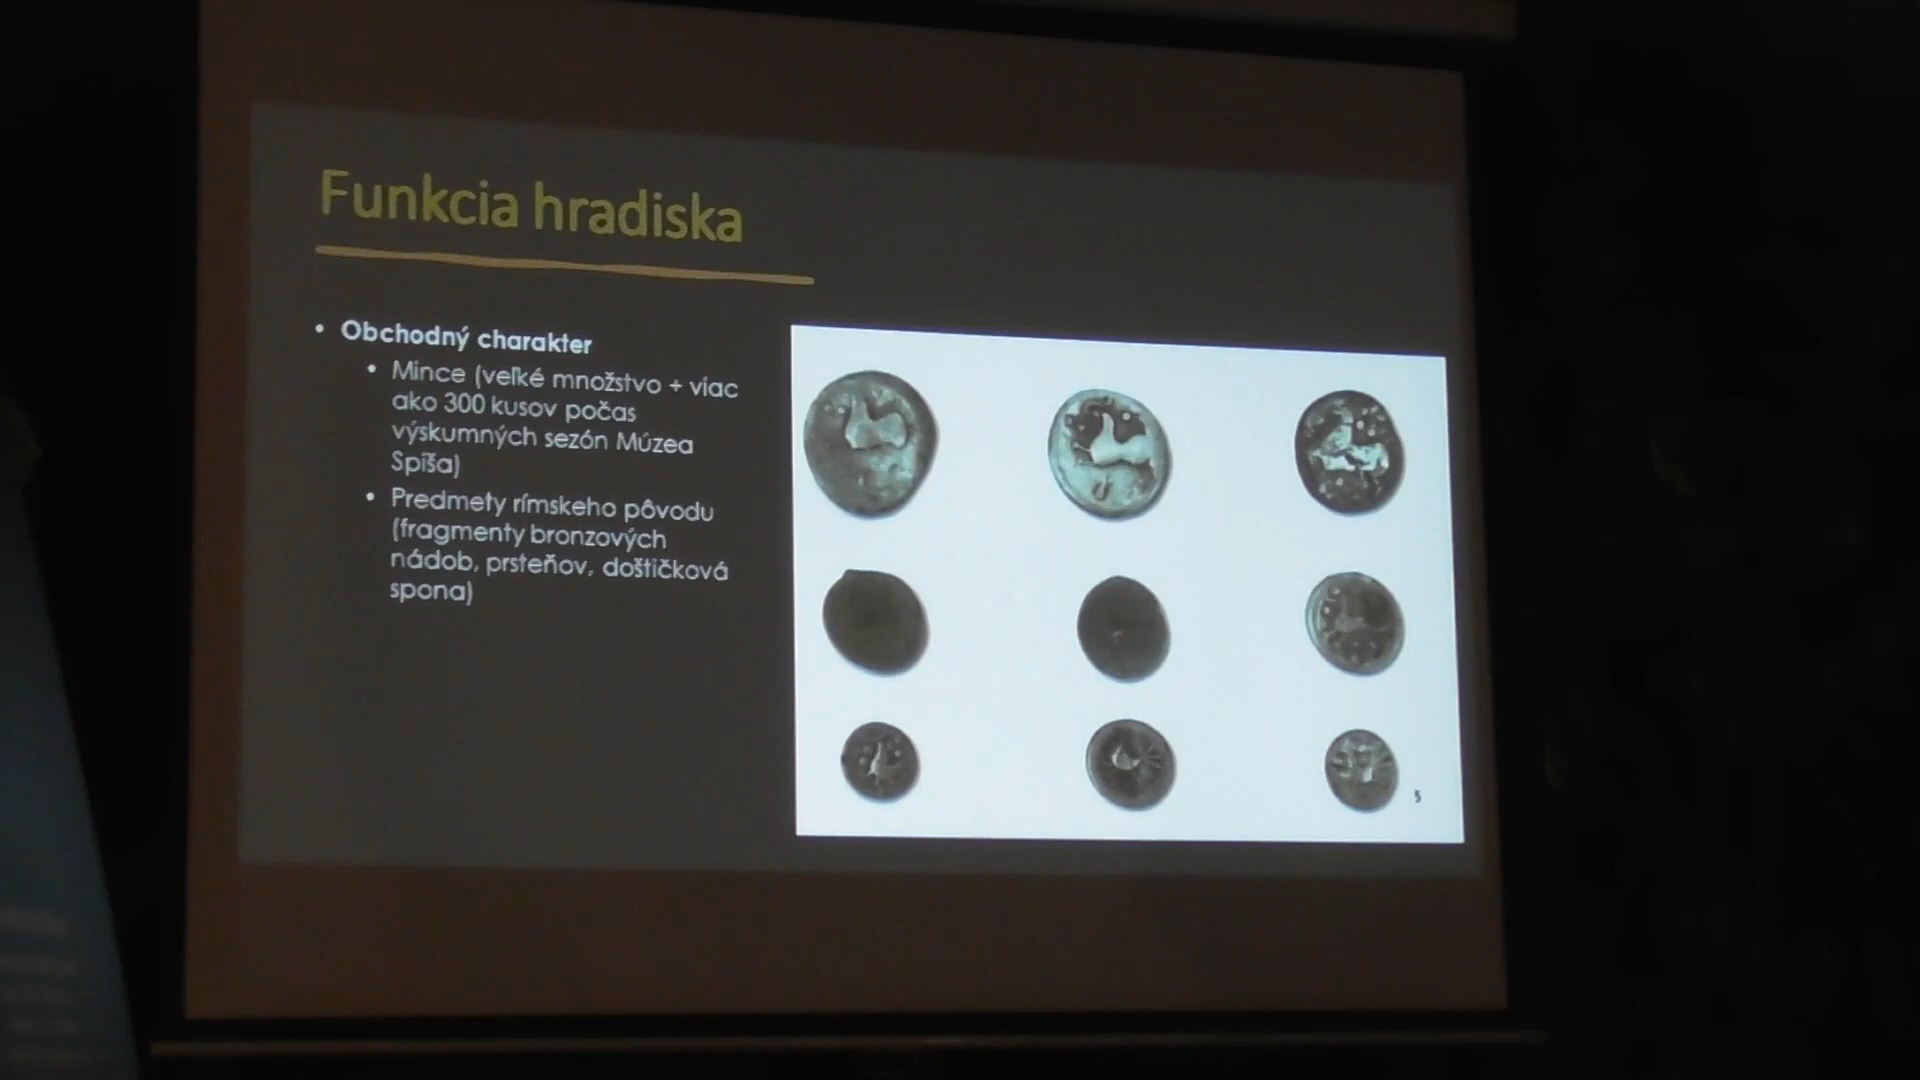 Funkcia hradiska
• Obchodný charakter
• Mince (veľké množstvo + viac
ako 300 kusov počas
výskumných sezón Múzea
Spiša)
• Predmety rímskeho pôvodu
(fragmenty bronzových
nádob, prsteňov, doštičková
spona)
5